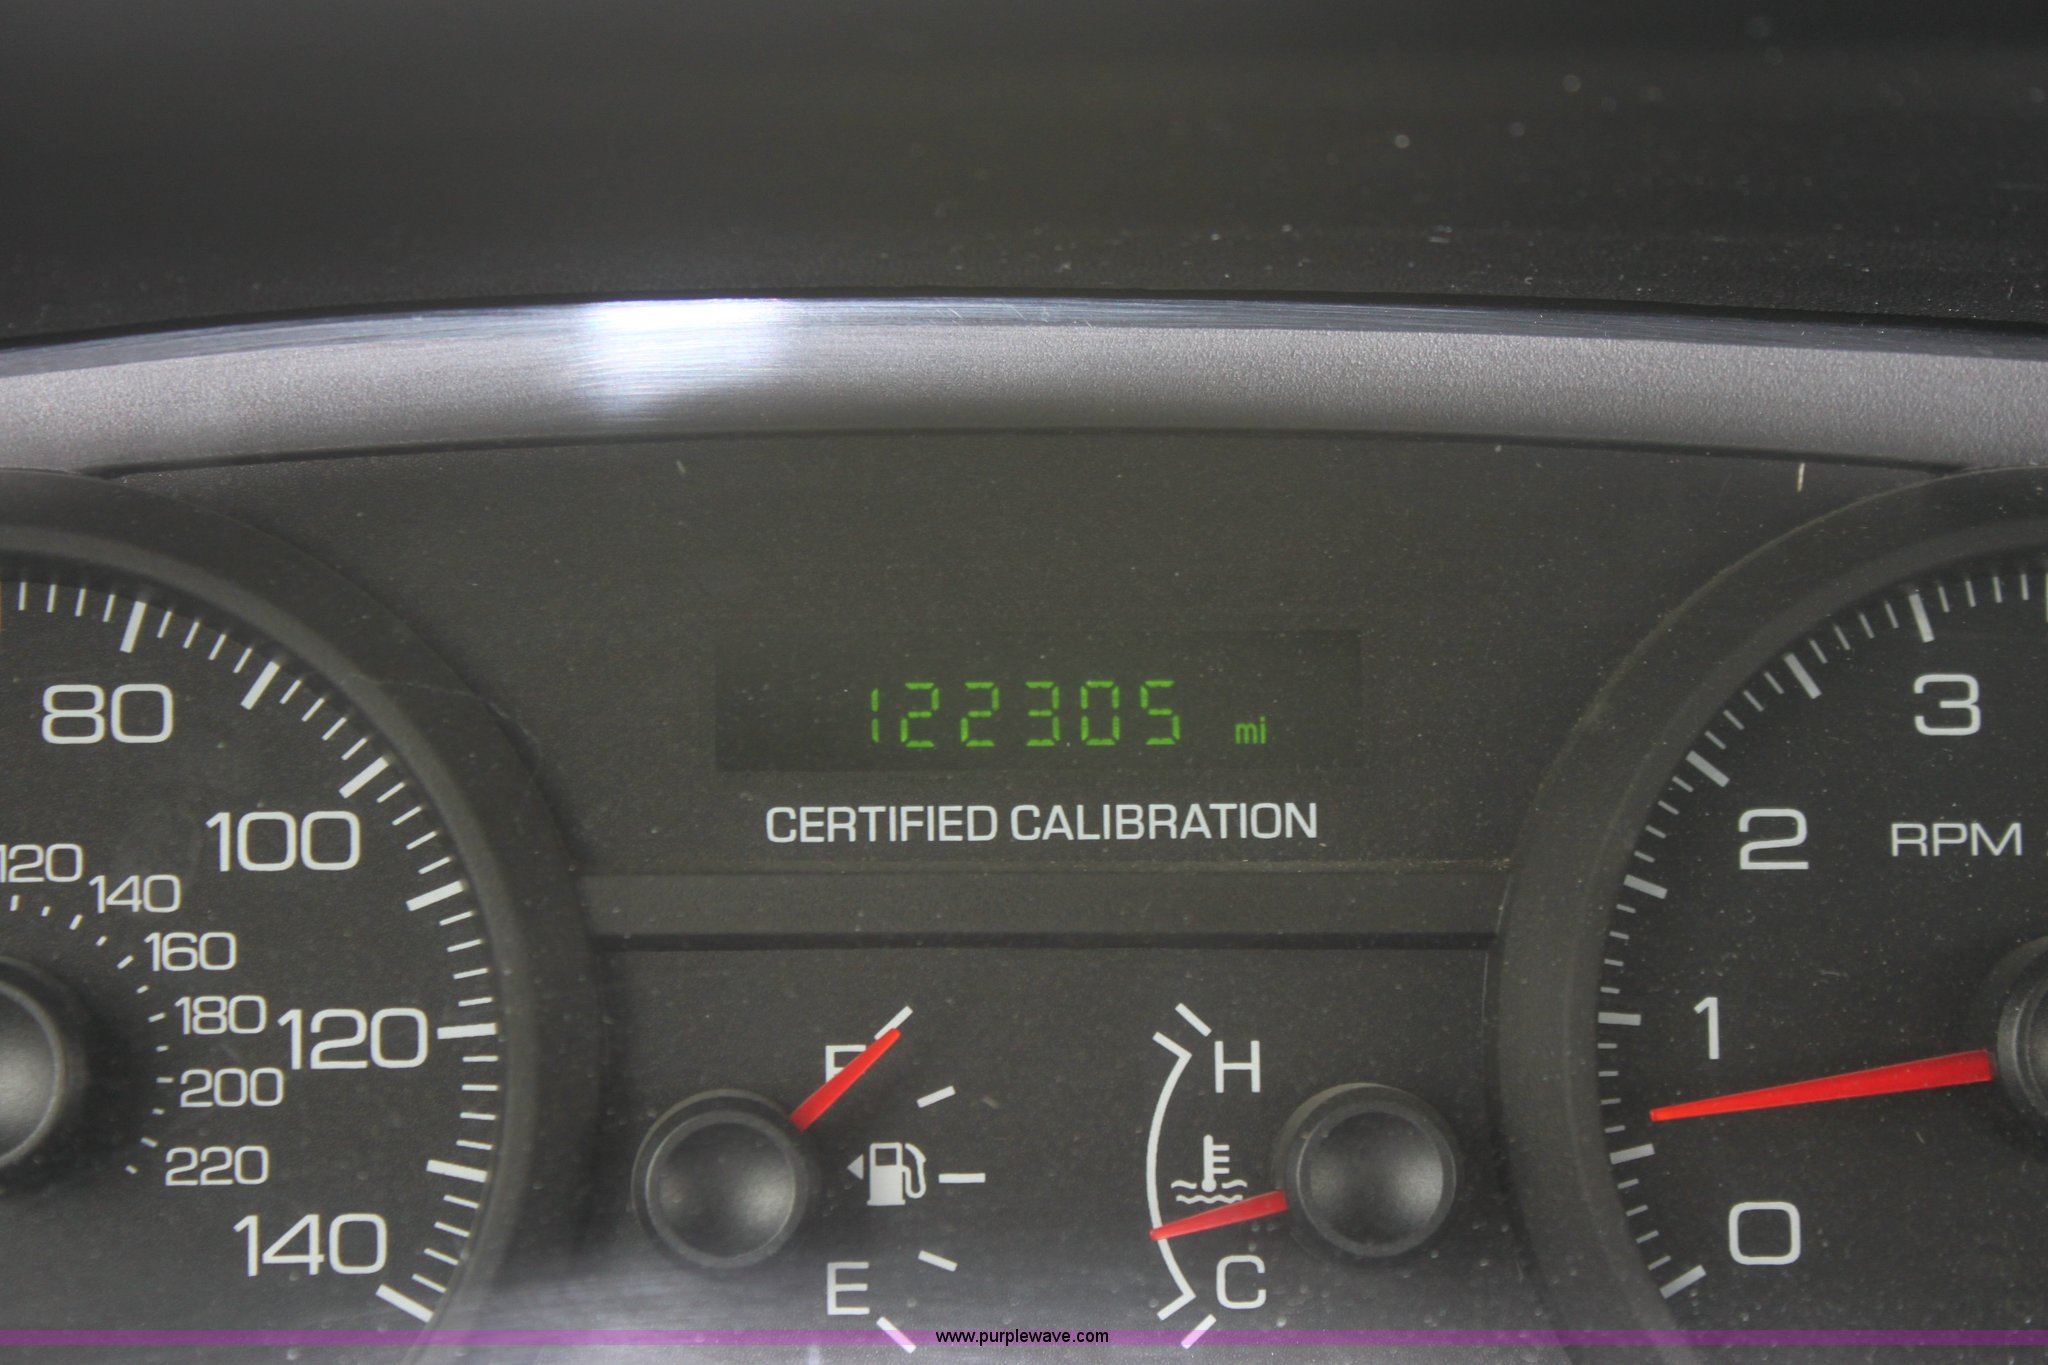 122305 mi
CERTIFIED CALIBRATION
80
100
120
140
120
140
160
180
200
220
F
E
H
C
3
2
1
0
RPM
www.purplewave.com